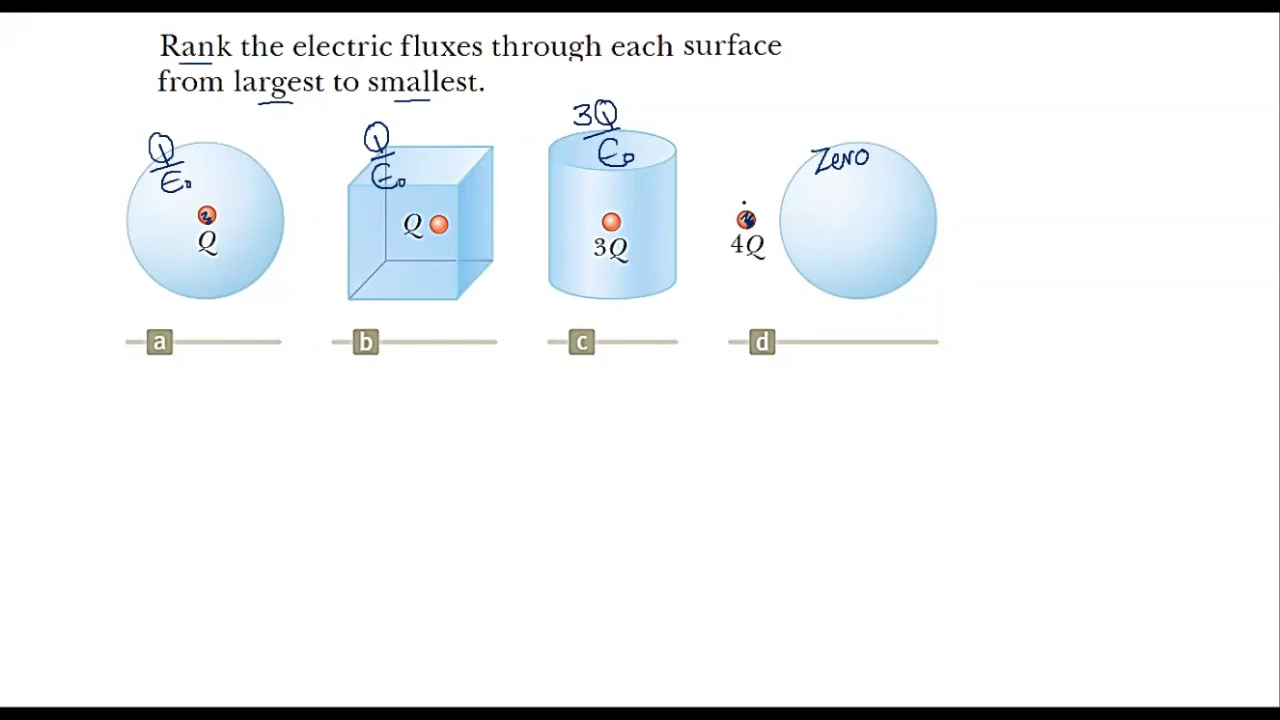 Rank the electric fluxes through each surface
from largest to smallest.
Q/ε₀
Q/ε₀
3Q/ε₀
Zero
Q
Q
3Q
4Q
a
b
c
d